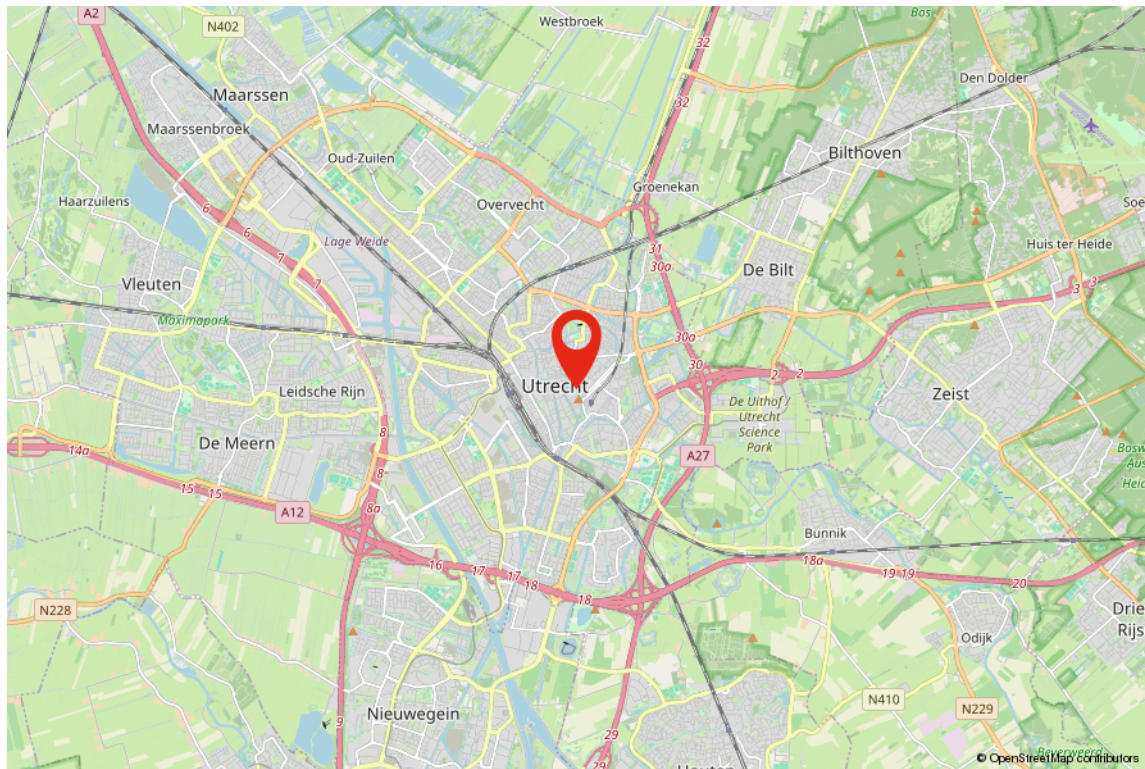 A2
N402
Westbroek
Bos
32
Den Dolder
Maarssen
32
Maarssenbroek
Oud-Zuilen
Bilthoven
Groenekan
Haarzuilens
Overvecht
6
6
Lage Weide
31
Huis ter Heide
7
30a
De Bilt
Vleuten
7
3
3
Maximapark
30a
30
2
2
Utrecht
Leidsche Rijn
De Uithof /
Utrecht
Science
Park
Zeist
De Meern
8
14a
A27
8
15
15
8a
A12
Bunnik
16
17
17
18
18
18a
19
19
20
N228
Odijk
N410
N229
Nieuwegein
9
29
29
© OpenStreetMap contributors